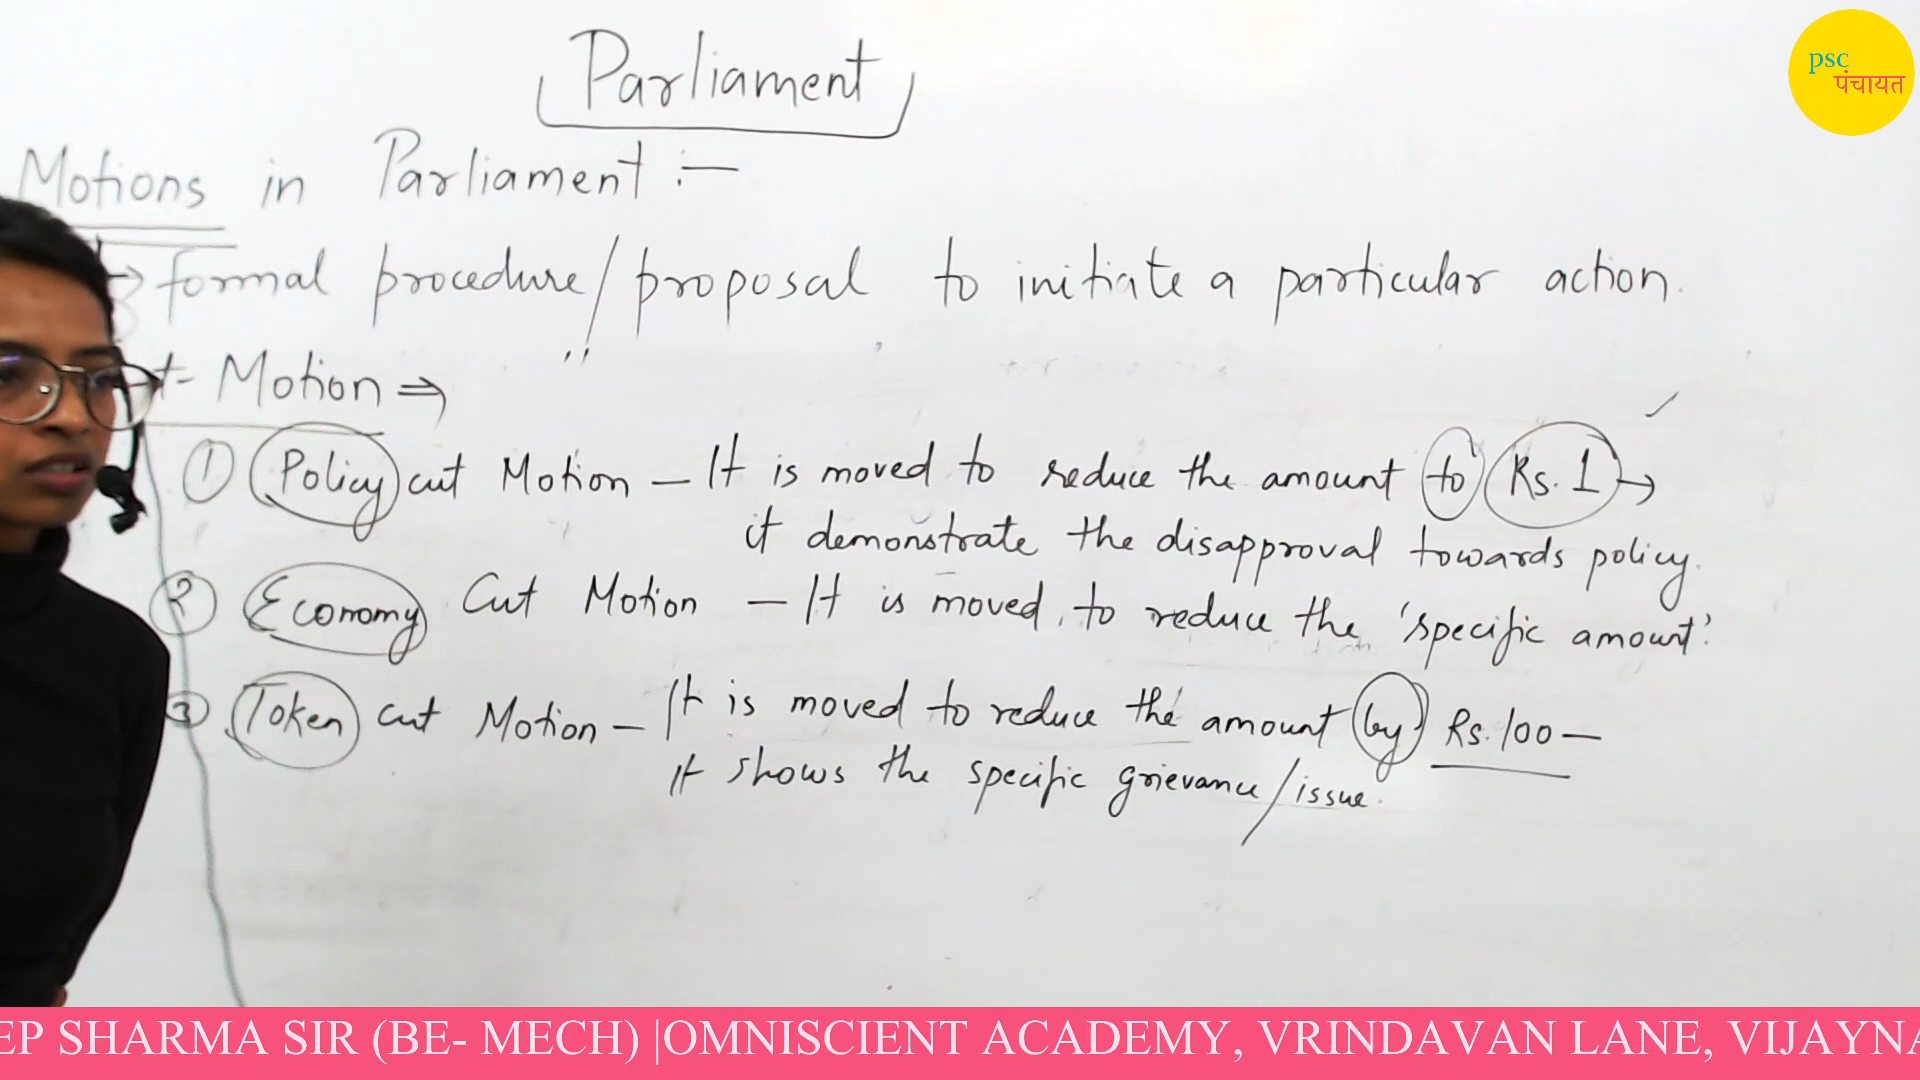 Parliament
psc
पंचायत
Motions in Parliament :—
→ formal procedure/proposal to initiate a particular action.
Motion ⇒
① Policy cut Motion – It is moved to reduce the amount to Rs. 1 →
it demonstrate the disapproval towards policy.
② Economy Cut Motion – It is moved to reduce the 'specific amount'
③ Token cut Motion – It is moved to reduce the amount by Rs. 100 –
It shows the specific grievance/issue.
EP SHARMA SIR (BE- MECH) |OMNISCIENT ACADEMY, VRINDAVAN LANE, VIJAYNA